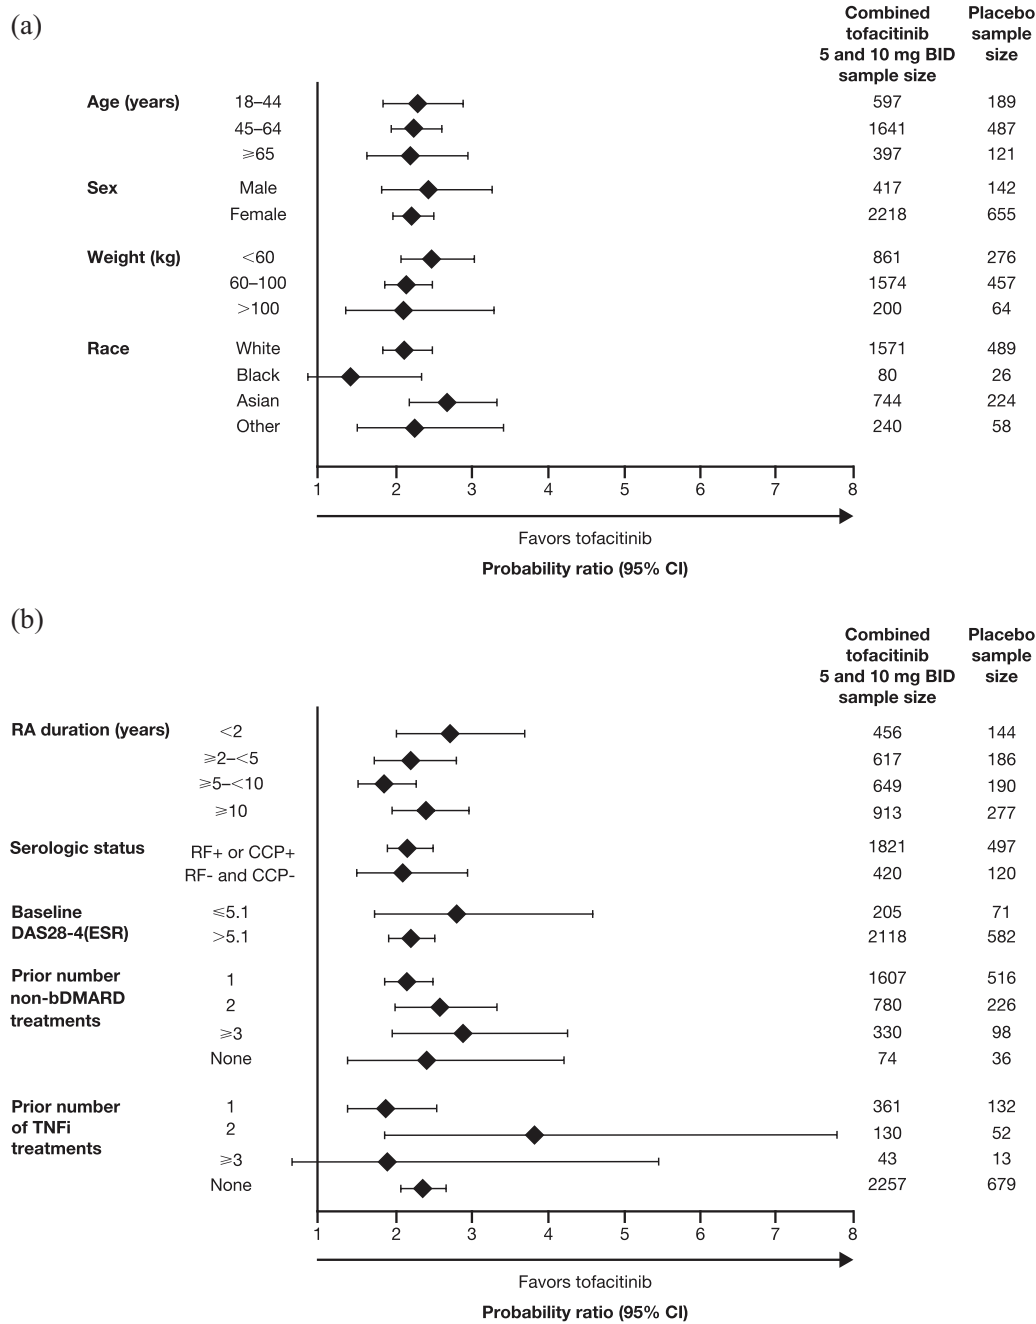 (a)
Combined Placebo
tofacitinib sample
5 and 10 mg BID size
sample size
Age (years) 18–44 597 189
45–64 1641 487
⩾65 397 121
Sex Male 417 142
Female 2218 655
Weight (kg) <60 861 276
60–100 1574 457
>100 200 64
Race White 1571 489
Black 80 26
Asian 744 224
Other 240 58
1 2 3 4 5 6 7 8
Favors tofacitinib
Probability ratio (95% CI)
(b)
Combined Placebo
tofacitinib sample
5 and 10 mg BID size
sample size
RA duration (years) <2 456 144
⩾2–<5 617 186
⩾5–<10 649 190
⩾10 913 277
Serologic status RF+ or CCP+ 1821 497
RF- and CCP- 420 120
Baseline ⩽5.1 205 71
DAS28-4(ESR) >5.1 2118 582
Prior number 1 1607 516
non-bDMARD 2 780 226
treatments ⩾3 330 98
None 74 36
Prior number 1 361 132
of TNFi 2 130 52
treatments ⩾3 43 13
None 2257 679
1 2 3 4 5 6 7 8
Favors tofacitinib
Probability ratio (95% CI)